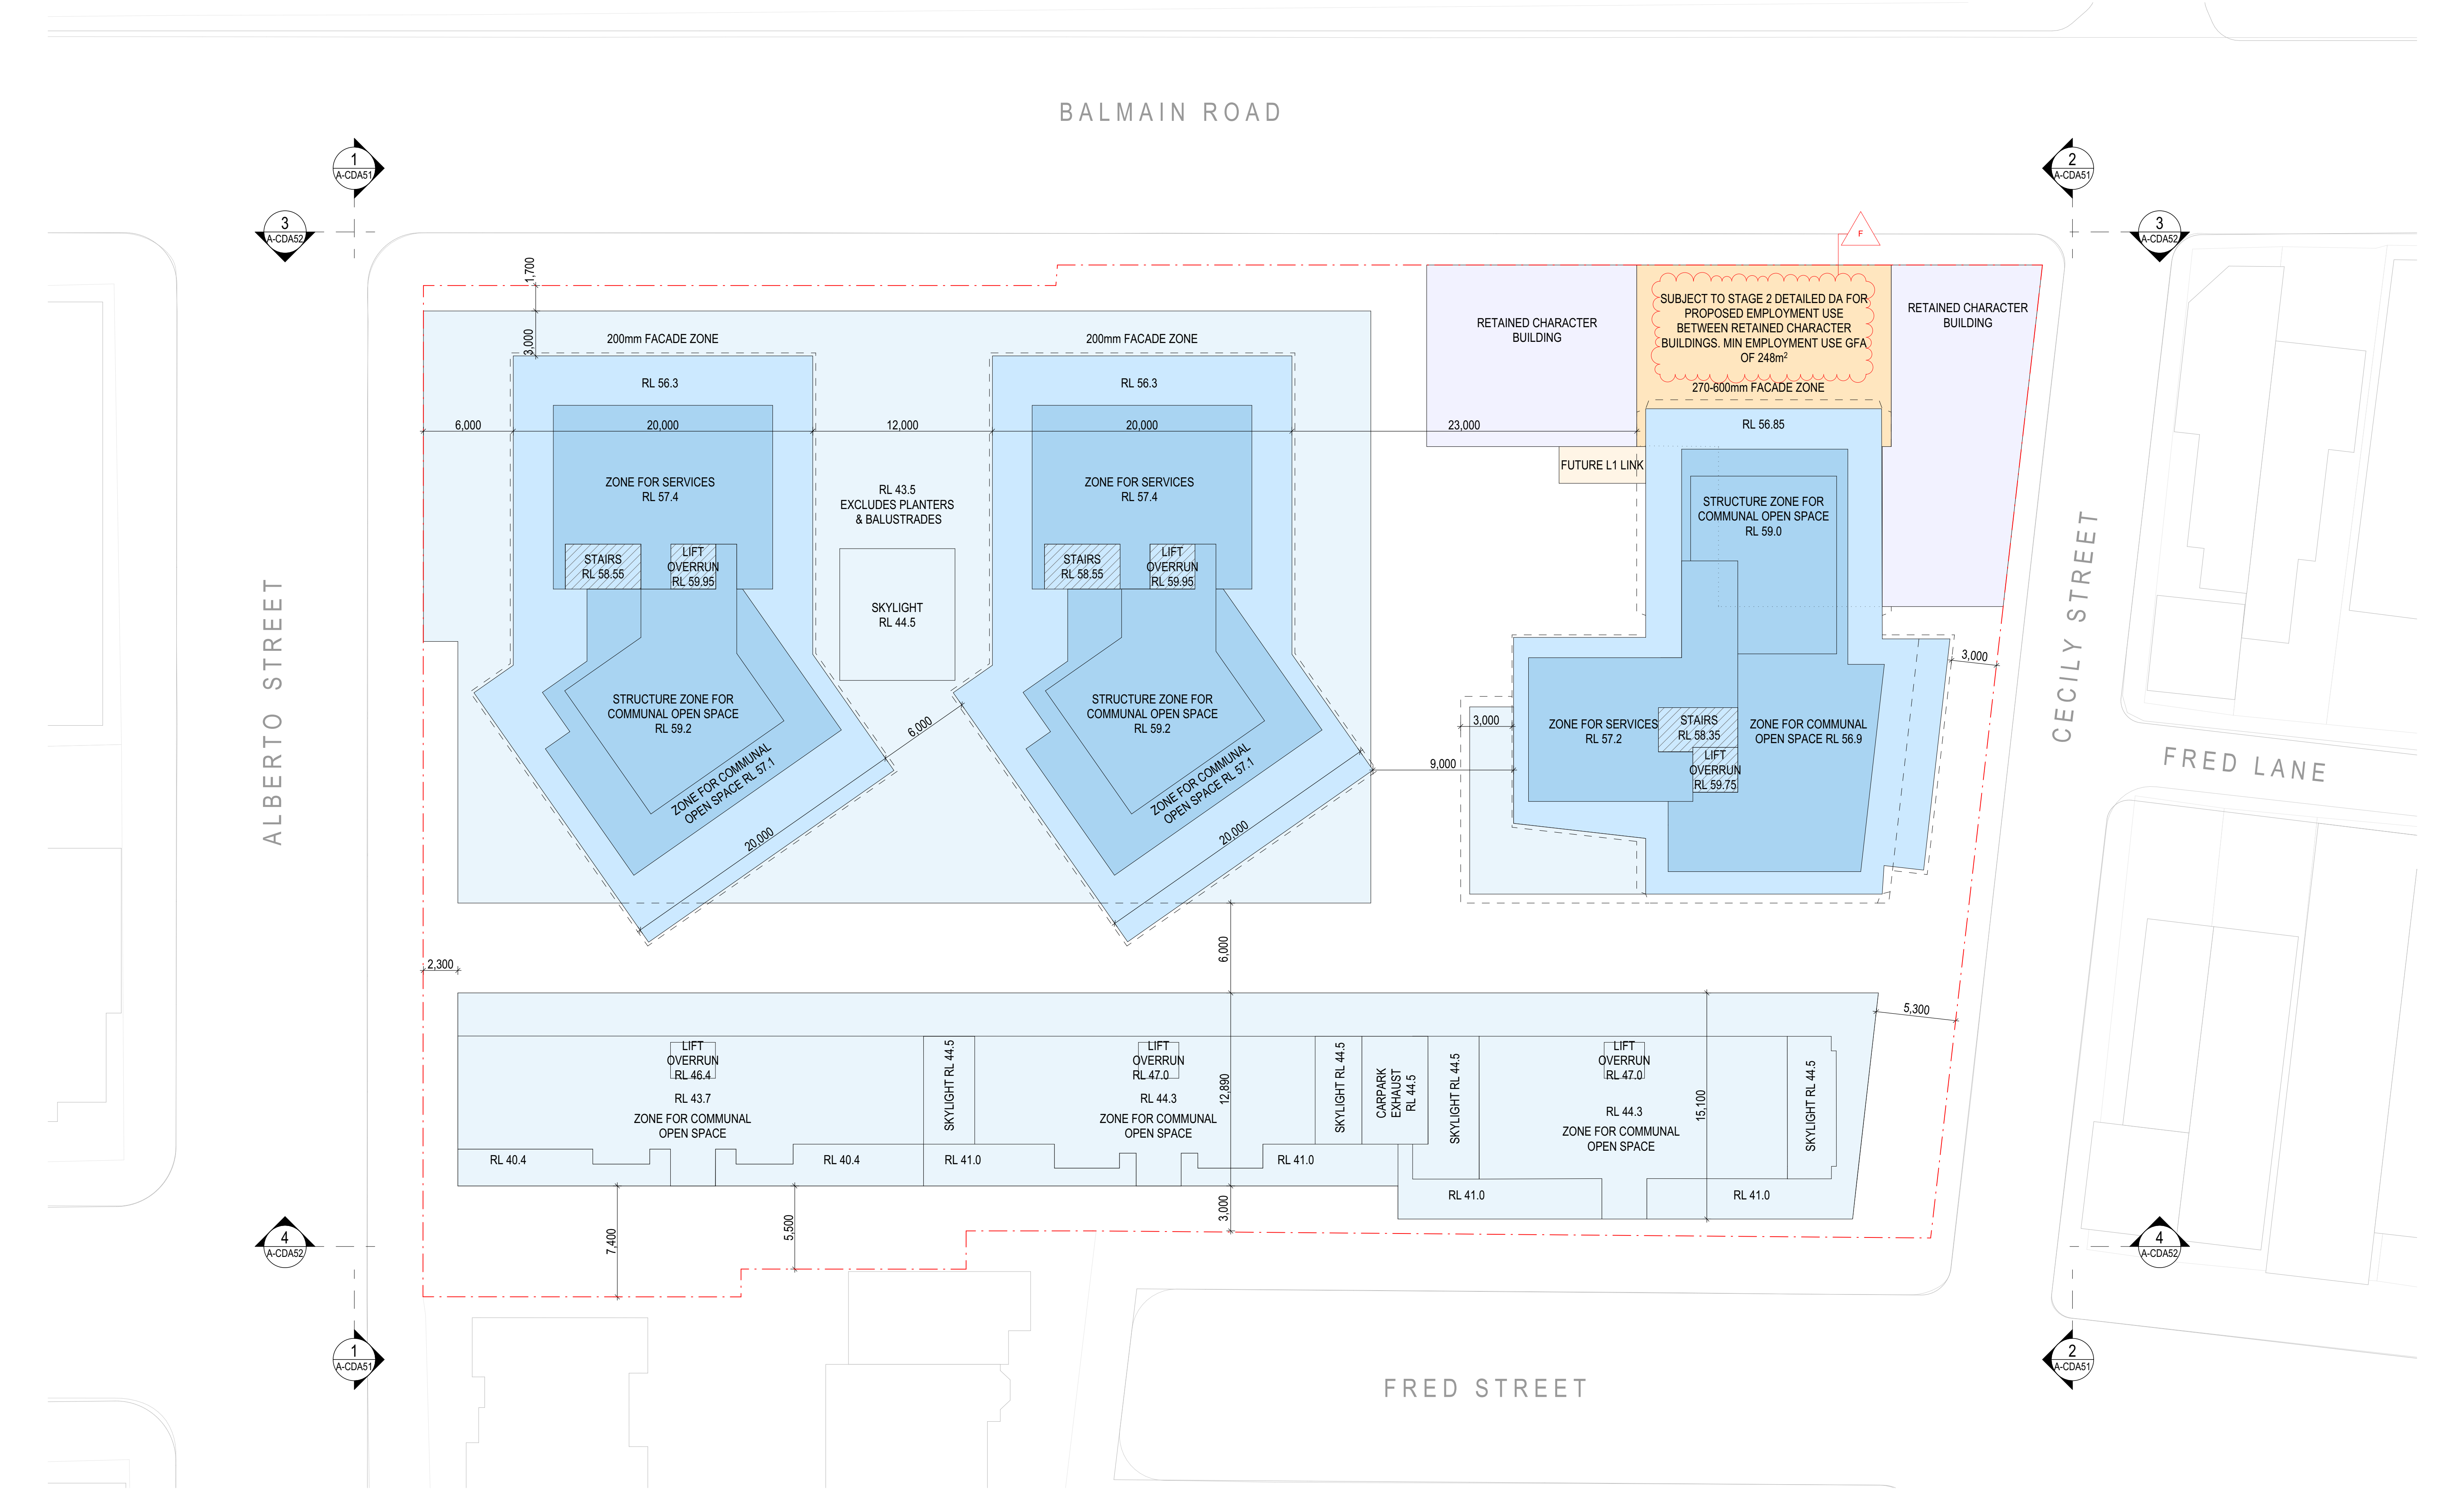 BALMAIN ROAD
1
A-CDA51
2
A-CDA51
3
A-CDA52
3
A-CDA52
F
1,700
3,000
200mm FACADE ZONE
200mm FACADE ZONE
RETAINED CHARACTER
BUILDING
SUBJECT TO STAGE 2 DETAILED DA FOR
PROPOSED EMPLOYMENT USE
BETWEEN RETAINED CHARACTER
BUILDINGS. MIN EMPLOYMENT USE GFA
OF 248m²
270-600mm FACADE ZONE
RETAINED CHARACTER
BUILDING
RL 56.3
RL 56.3
RL 56.85
6,000
20,000
12,000
20,000
23,000
FUTURE L1 LINK
ZONE FOR SERVICES
RL 57.4
RL 43.5
EXCLUDES PLANTERS
& BALUSTRADES
ZONE FOR SERVICES
RL 57.4
STRUCTURE ZONE FOR
COMMUNAL OPEN SPACE
RL 59.0
STAIRS
RL 58.55
LIFT
OVERRUN
RL 59.95
SKYLIGHT
RL 44.5
STAIRS
RL 58.55
LIFT
OVERRUN
RL 59.95
ALBERTO STREET
CECILY STREET
FRED LANE
STRUCTURE ZONE FOR
COMMUNAL OPEN SPACE
RL 59.2
ZONE FOR COMMUNAL
OPEN SPACE RL 57.1
20,000
6,000
STRUCTURE ZONE FOR
COMMUNAL OPEN SPACE
RL 59.2
ZONE FOR COMMUNAL
OPEN SPACE RL 57.1
20,000
9,000
3,000
3,000
ZONE FOR SERVICES
RL 57.2
STAIRS
RL 58.35
LIFT
OVERRUN
RL 59.75
ZONE FOR COMMUNAL
OPEN SPACE RL 56.9
2,300
6,000
5,300
LIFT
OVERRUN
RL 46.4
RL 43.7
ZONE FOR COMMUNAL
OPEN SPACE
SKYLIGHT RL 44.5
LIFT
OVERRUN
RL 47.0
RL 44.3
ZONE FOR COMMUNAL
OPEN SPACE
12,890
SKYLIGHT RL 44.5
CARPARK
EXHAUST
RL 44.5
SKYLIGHT RL 44.5
LIFT
OVERRUN
RL 47.0
RL 44.3
ZONE FOR COMMUNAL
OPEN SPACE
15,100
SKYLIGHT RL 44.5
RL 40.4
RL 40.4
RL 41.0
RL 41.0
RL 41.0
RL 41.0
7,400
5,500
3,000
4
A-CDA52
4
A-CDA52
1
A-CDA51
2
A-CDA51
FRED STREET